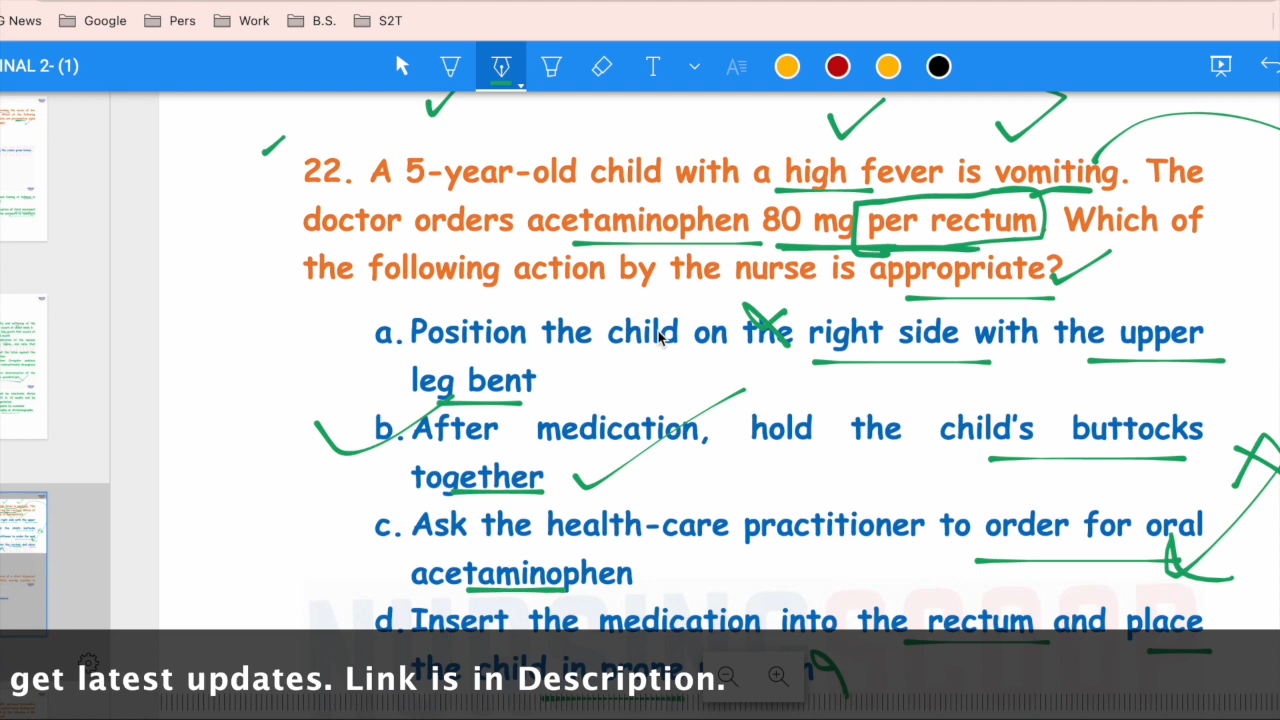 G News Google Pers Work B.S. S2T
INAL 2- (1)
22. A 5-year-old child with a high fever is vomiting. The
doctor orders acetaminophen 80 mg per rectum Which of
the following action by the nurse is appropriate?
a. Position the child on the right side with the upper
leg bent
b. After medication, hold the child's buttocks
together
c. Ask the health-care practitioner to order for oral
acetaminophen
d. Insert the medication into the rectum and place
the child in prone
get latest updates. Link is in Description.